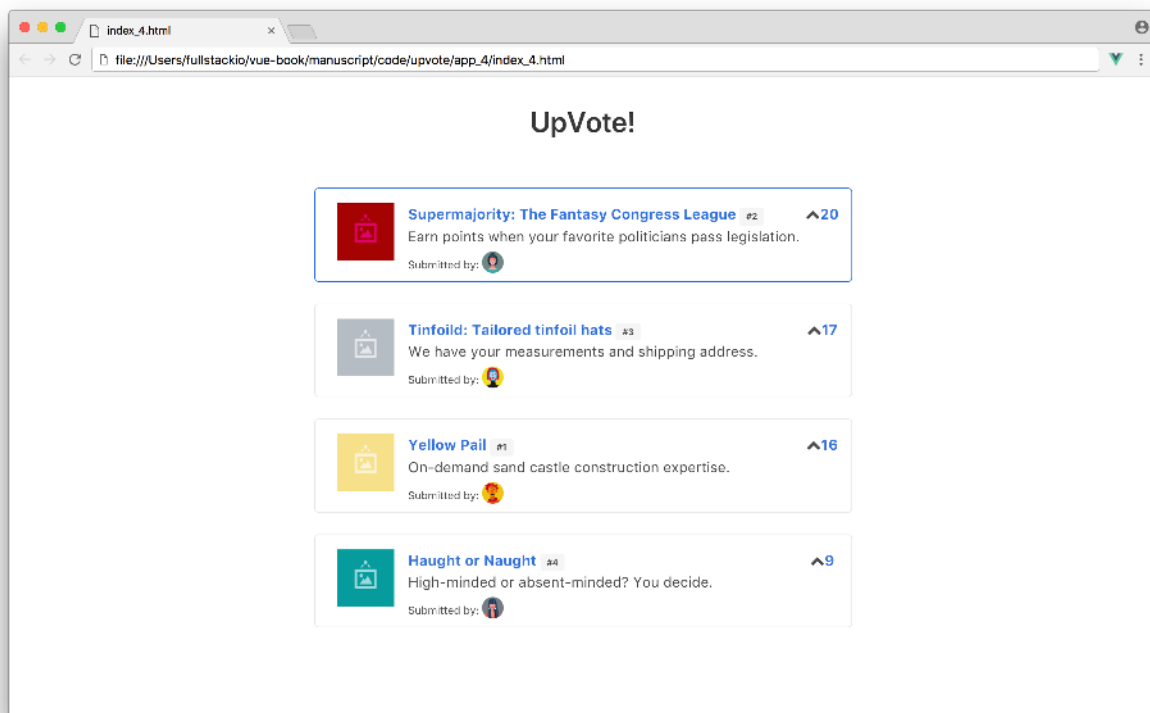 index_4.html
file:///Users/fullstackio/vue-book/manuscript/code/upvote/app_4/index_4.html
UpVote!
Supermajority: The Fantasy Congress League #2 20
Earn points when your favorite politicians pass legislation.
Submitted by:
Tinfoild: Tailored tinfoil hats #3 17
We have your measurements and shipping address.
Submitted by:
Yellow Pail #1 16
On-demand sand castle construction expertise.
Submitted by:
Haught or Naught #4 9
High-minded or absent-minded? You decide.
Submitted by: